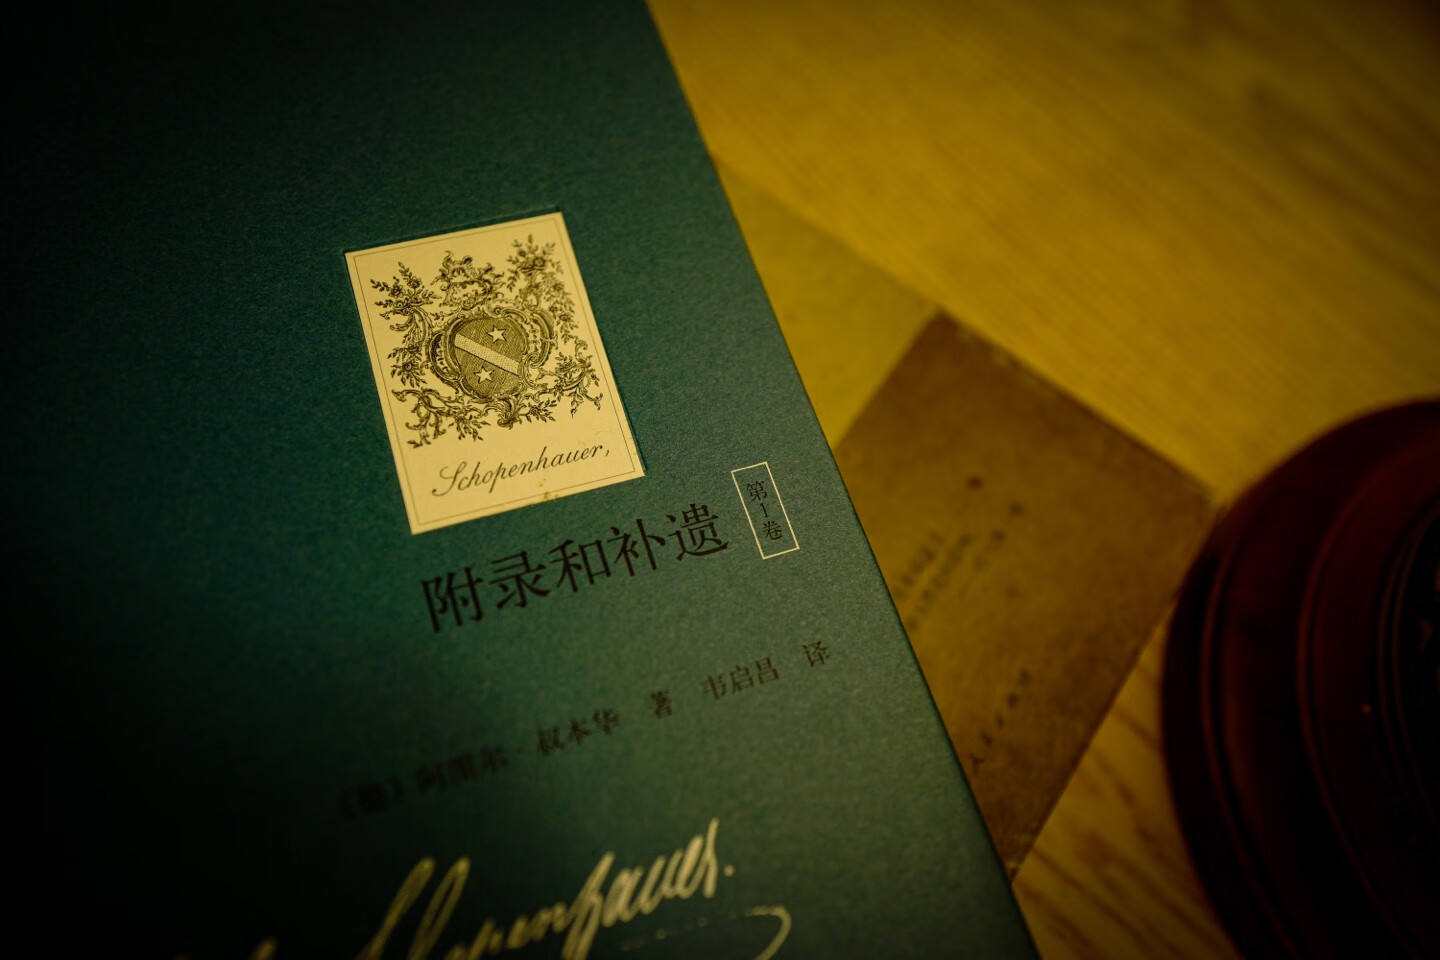 Schopenhauer,
附录和补遗
第
I
卷
（德）阿图尔·叔本华 著 韦启昌 译
Schopenhauer.